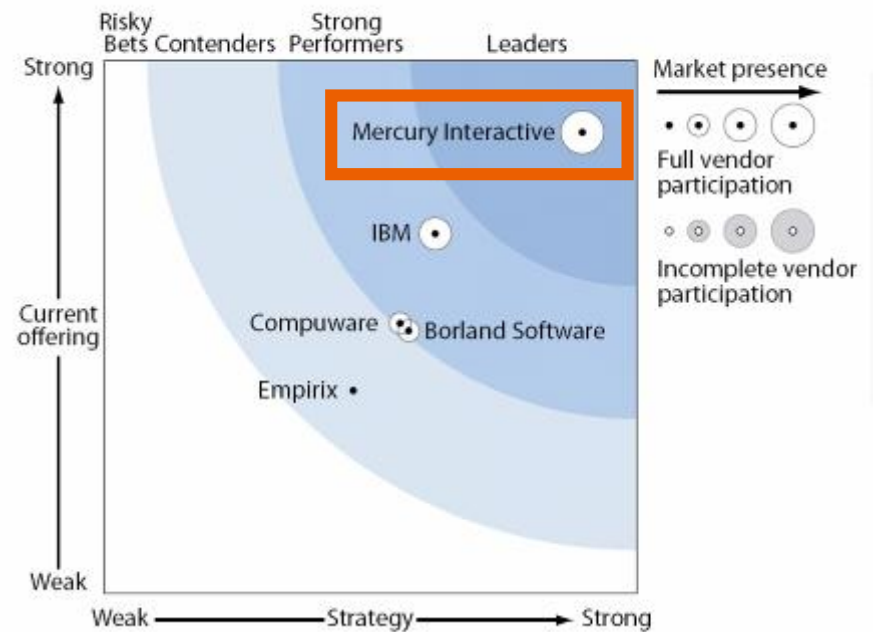 Risky
Bets
Contenders
Strong
Performers
Leaders
Strong
Market presence
Mercury Interactive
Full vendor
participation
IBM
Incomplete vendor
participation
Current
offering
Compuware
Borland Software
Empirix
Weak
Weak
Strategy
Strong